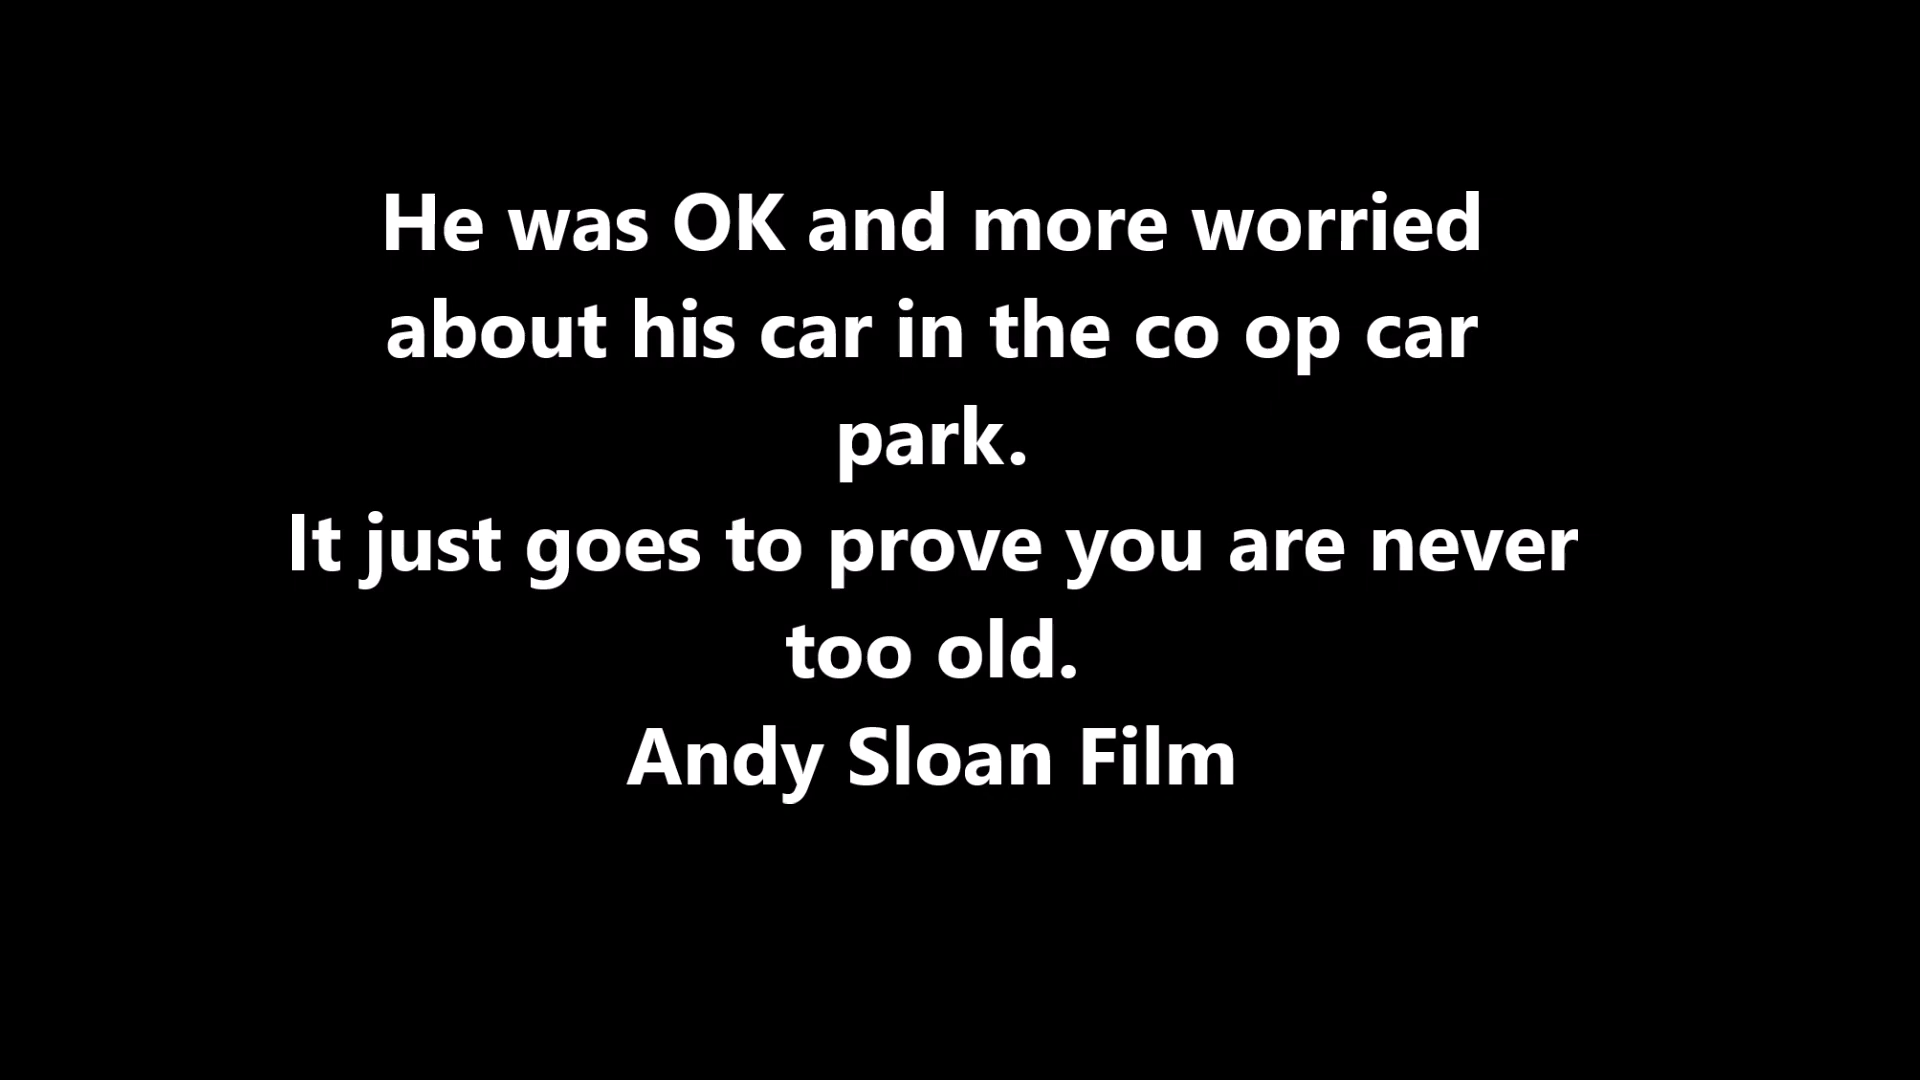 He was OK and more worried
about his car in the co op car
park.
It just goes to prove you are never
too old.
Andy Sloan Film